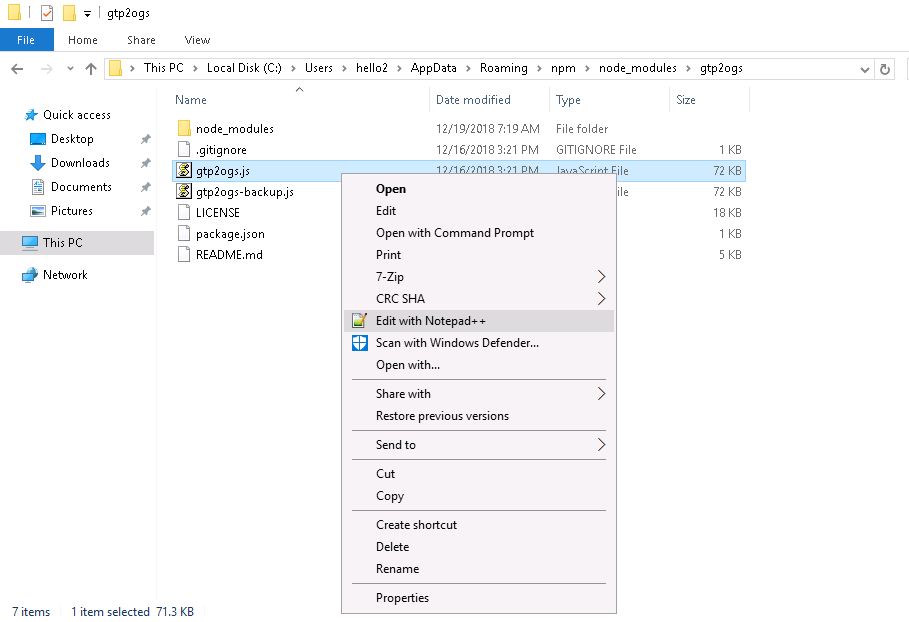 gtp2ogs
File Home Share View
This PC Local Disk (C:) Users hello2 AppData Roaming npm node_modules gtp2ogs
Name Date modified Type Size
Quick access
Desktop
Downloads
Documents
Pictures
This PC
Network
node_modules 12/19/2018 7:19 AM File folder
.gitignore 12/16/2018 3:21 PM GITIGNORE File 1 KB
gtp2ogs.js 12/16/2018 3:21 PM JavaScript File 72 KB
gtp2ogs-backup.js ile 72 KB
LICENSE 18 KB
package.json 1 KB
README.md 5 KB
Open
Edit
Open with Command Prompt
Print
7-Zip
CRC SHA
Edit with Notepad++
Scan with Windows Defender...
Open with...
Share with
Restore previous versions
Send to
Cut
Copy
Create shortcut
Delete
Rename
Properties
7 items 1 item selected 71.3 KB